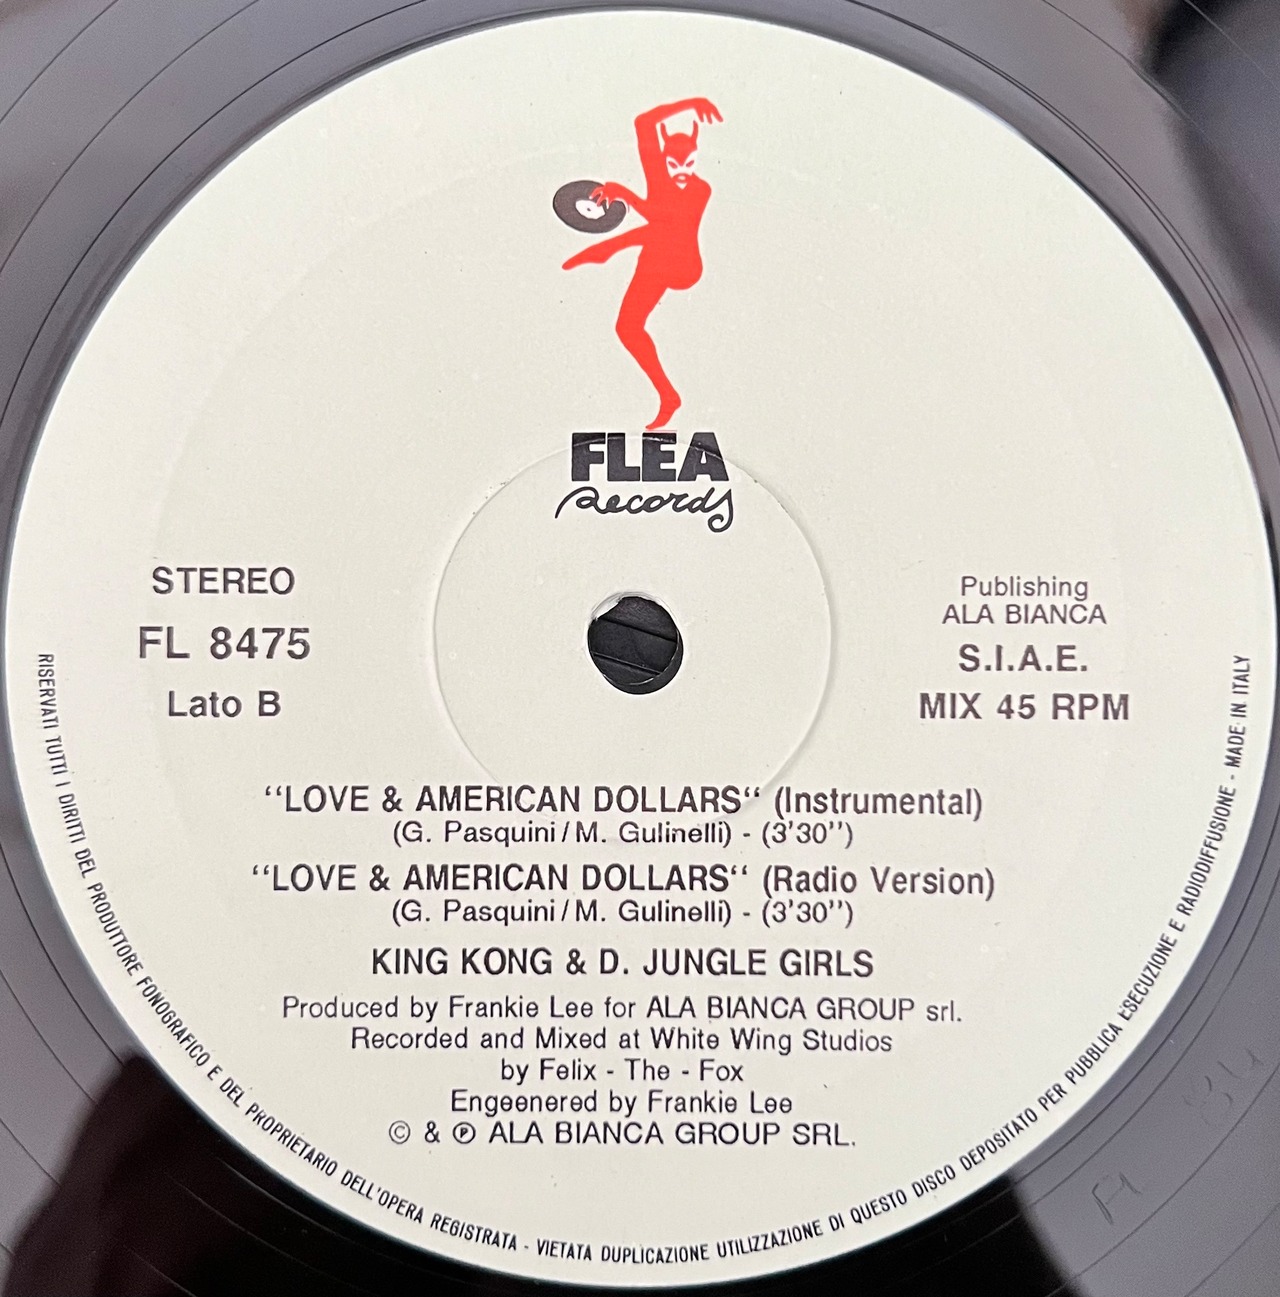 FLEA
Records
STEREO
FL 8475
Lato B
Publishing
ALA BIANCA
S.I.A.E.
MIX 45 RPM
‘‘LOVE & AMERICAN DOLLARS‘‘ (Instrumental)
(G. Pasquini/M. Gulinelli) - (3’30’’)
‘‘LOVE & AMERICAN DOLLARS‘‘ (Radio Version)
(G. Pasquini/M. Gulinelli) - (3’30’’)
KING KONG & D. JUNGLE GIRLS
Produced by Frankie Lee for ALA BIANCA GROUP srl.
Recorded and Mixed at White Wing Studios
by Felix - The - Fox
Engeenered by Frankie Lee
© & ℗ ALA BIANCA GROUP SRL.
RISERVATI TUTTI I DIRITTI DEL PRODUTTORE FONOGRAFICO E DEL PROPRIETARIO DELL'OPERA REGISTRATA - VIETATA DUPLICAZIONE UTILIZZAZIONE DI QUESTO DISCO DEPOSITATO PER PUBBLICA ESECUZIONE E RADIODIFFUSIONE - MADE IN ITALY